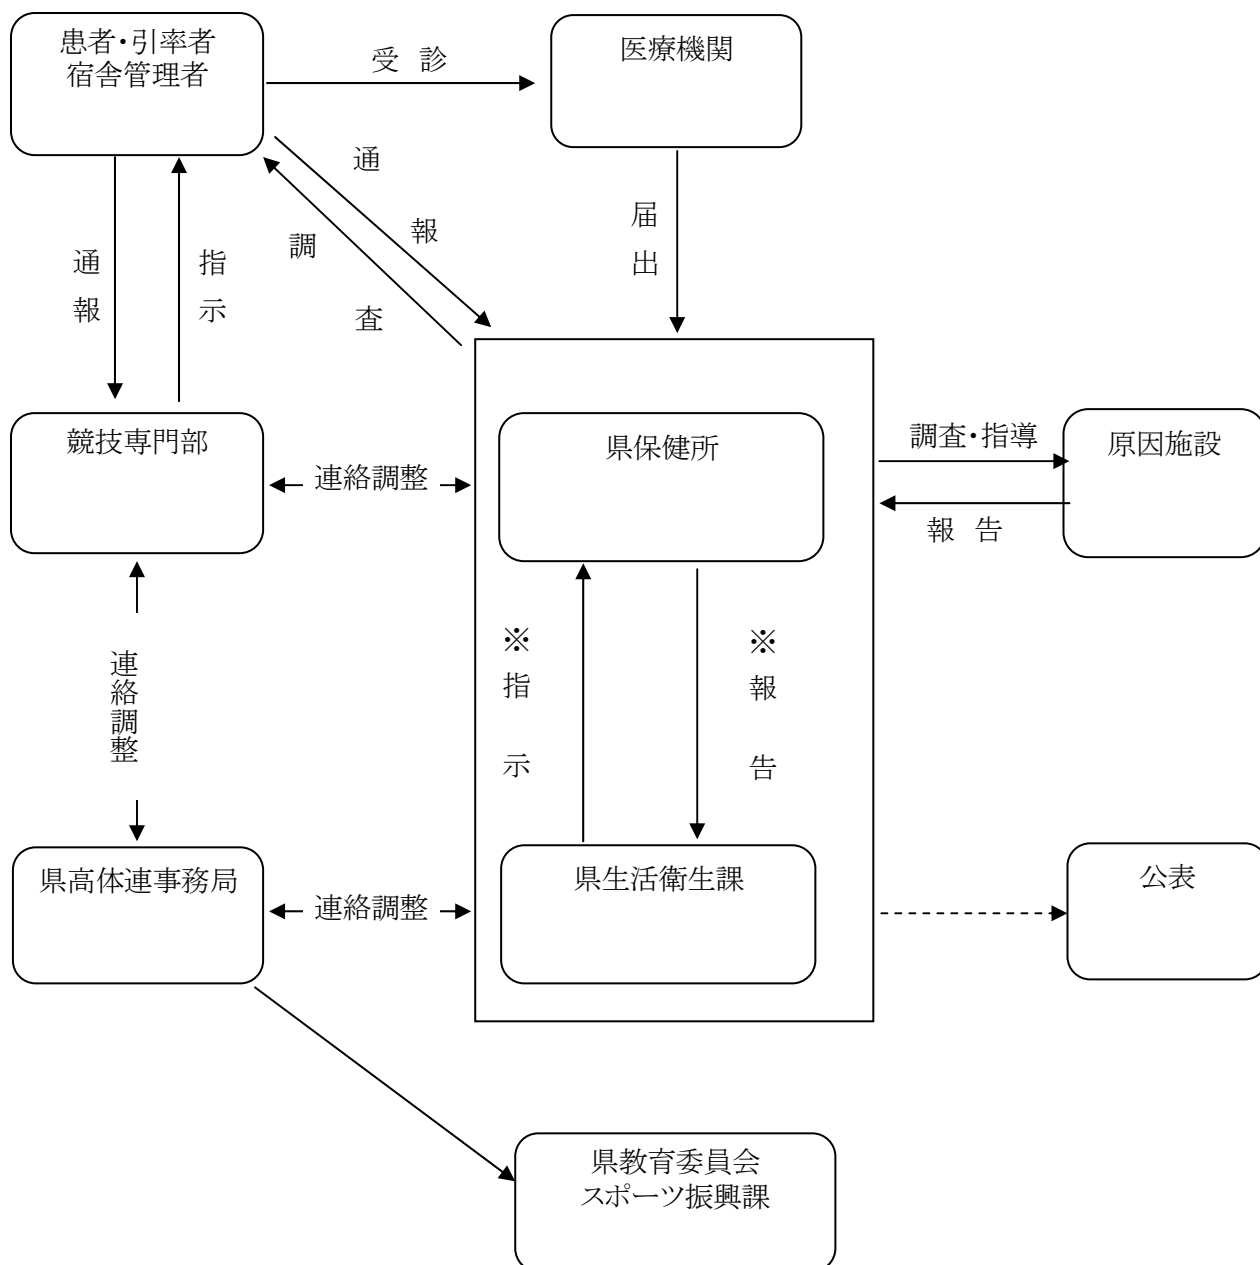 患者・引率者
宿舎管理者
受 診
医療機関
通報
調査
届出
通報
指示
競技専門部
連絡調整
県保健所
調査・指導
報 告
原因施設
※指示
※報告
連絡調整
県高体連事務局
連絡調整
県生活衛生課
公表
県教育委員会
スポーツ振興課